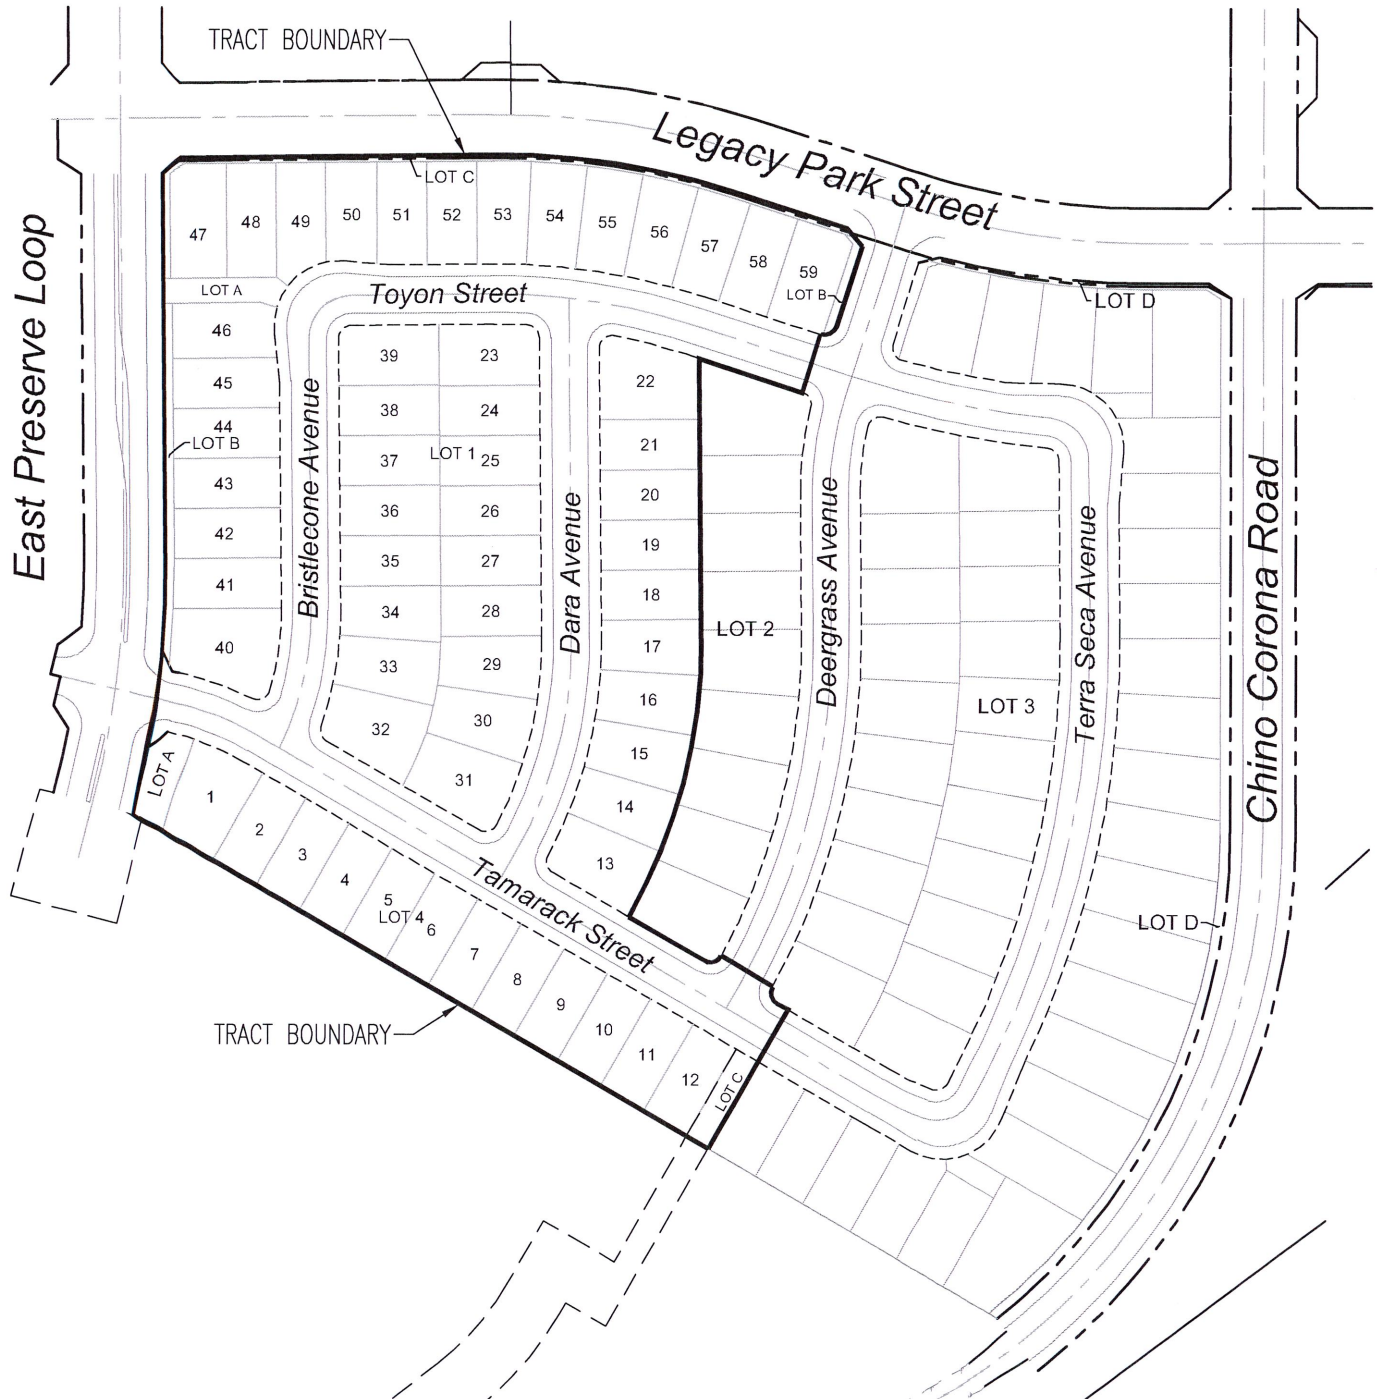 TRACT BOUNDARY
Legacy Park Street
LOT C
47
48
49
50
51
52
53
54
55
56
57
58
59
LOT B
LOT D
East Preserve Loop
LOT A
Toyon Street
46
45
44
LOT B
43
42
41
40
Bristlecone Avenue
39
23
38
24
37
LOT 1
25
36
26
35
27
34
28
33
29
32
30
31
Dara Avenue
22
21
20
19
18
17
16
15
14
13
LOT 2
Deergrass Avenue
LOT 3
Terra Seca Avenue
Chino Corona Road
LOT D
LOT A
1
2
3
4
5
LOT 4
6
7
8
9
10
11
12
LOT C
Tamarack Street
TRACT BOUNDARY